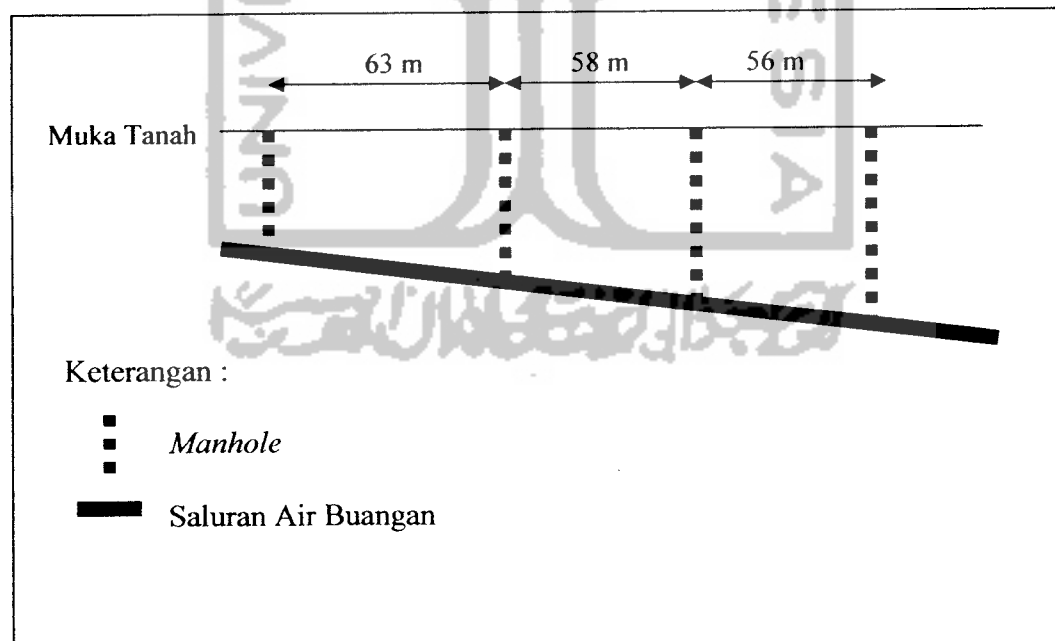 63 m 58 m 56 m
Muka Tanah
Keterangan :
Manhole
Saluran Air Buangan